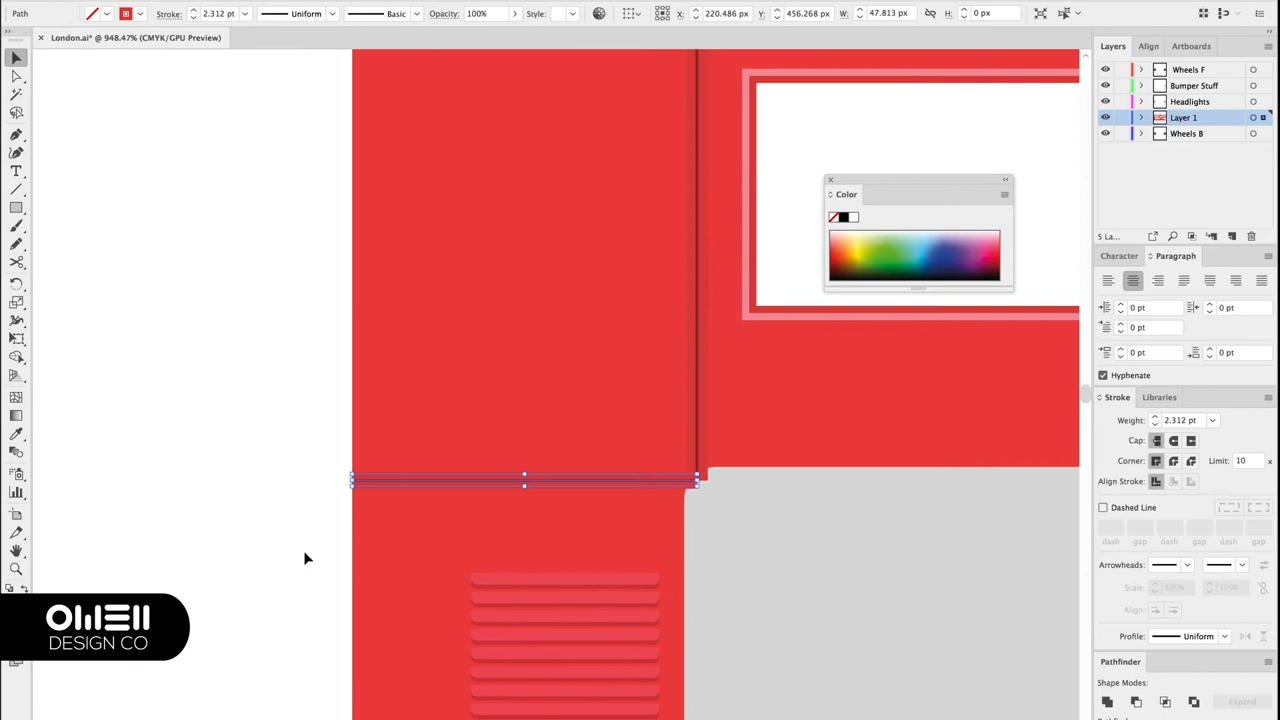 Path
Stroke: 2.312 pt Uniform Basic Opacity: 100% Style: X: 220.486 px Y: 456.268 px W: 47.813 px H: 0 px
London.ai* @ 948.47% (CMYK/GPU Preview)
Layers Align Artboards
Wheels F
Bumper Stuff
Headlights
Layer 1
Wheels B
Color
5 La...
Character Paragraph
0 pt 0 pt
0 pt
0 pt 0 pt
Hyphenate
Stroke Libraries
Weight: 2.312 pt
Cap:
Corner: Limit: 10 x
Align Stroke:
Dashed Line
dash gap dash gap dash gap
Arrowheads:
Scale: 100% 100%
Align:
Profile: Uniform
Pathfinder
Shape Modes:
Expand
OWEN
DESIGN CO